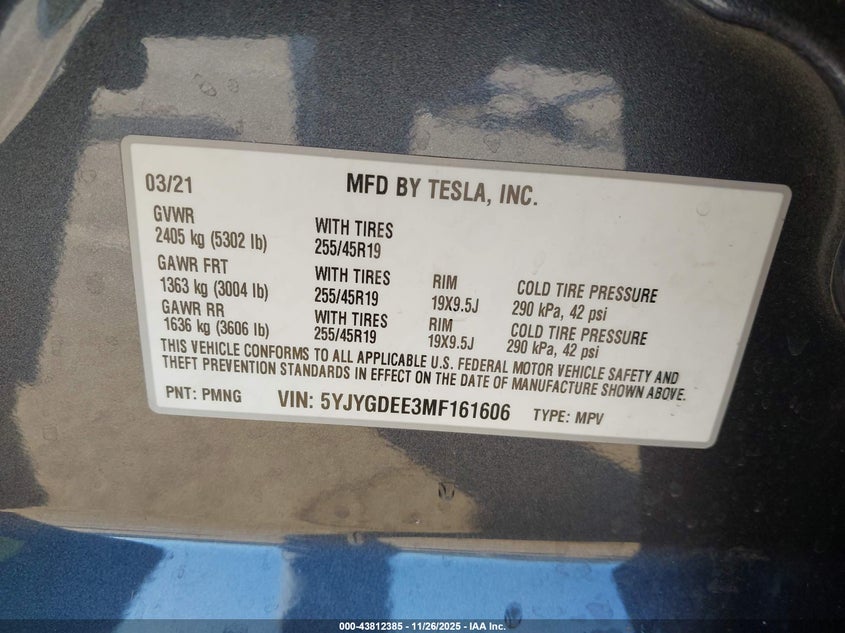 03/21 MFD BY TESLA, INC.
GVWR
2405 kg (5302 lb) WITH TIRES 255/45R19
GAWR FRT
1363 kg (3004 lb) WITH TIRES 255/45R19 RIM 19X9.5J COLD TIRE PRESSURE 290 kPa, 42 psi
GAWR RR
1636 kg (3606 lb) WITH TIRES 255/45R19 RIM 19X9.5J COLD TIRE PRESSURE 290 kPa, 42 psi
THIS VEHICLE CONFORMS TO ALL APPLICABLE U.S. FEDERAL MOTOR VEHICLE SAFETY AND
THEFT PREVENTION STANDARDS IN EFFECT ON THE DATE OF MANUFACTURE SHOWN ABOVE.
PNT: PMNG VIN: 5YJYGDEE3MF161606 TYPE: MPV
000-43812385 - 11/26/2025 - IAA Inc.